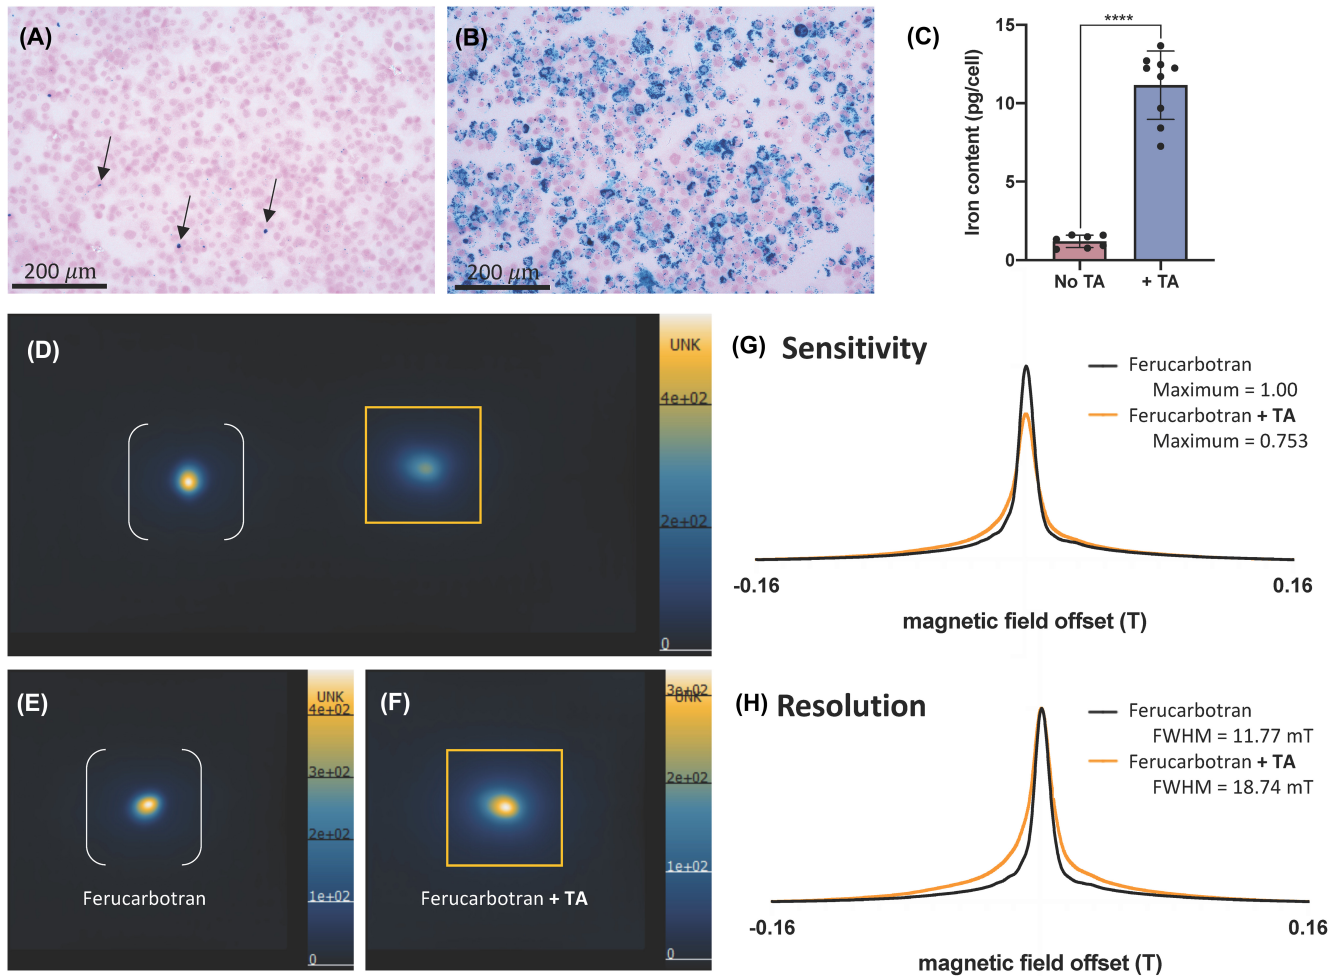 (A)
200 μm
(B)
200 μm
(C)
****
Iron content (pg/cell)
15
10
5
0
No TA
+ TA
(D)
UNK
4e+02
2e+02
0
(E)
UNK
4e+02
3e+02
2e+02
1e+02
0
Ferucarbotran
(F)
3e+02
UNK
2e+02
1e+02
0
Ferucarbotran + TA
(G) Sensitivity
Ferucarbotran
Maximum = 1.00
Ferucarbotran + TA
Maximum = 0.753
-0.16
0.16
magnetic field offset (T)
(H) Resolution
Ferucarbotran
FWHM = 11.77 mT
Ferucarbotran + TA
FWHM = 18.74 mT
-0.16
0.16
magnetic field offset (T)